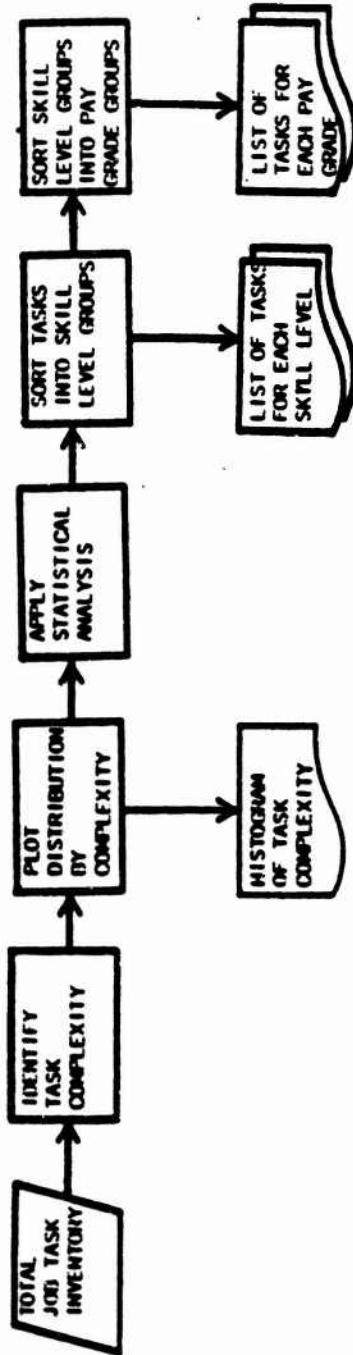 TOTAL
JOB TASK
INVENTORY
IDENTIFY
TASK
COMPLEXITY
PLOT
DISTRIBUTION
BY
COMPLEXITY
HISTOGRAM
OF TASK
COMPLEXITY
APPLY
STATISTICAL
ANALYSIS
SORT TASKS
INTO SKILL
LEVEL GROUPS
LIST OF TASKS
FOR EACH
SKILL LEVEL
SORT SKILL
LEVEL GROUPS
INTO PAY
GRADE GROUPS
LIST OF
TASKS FOR
EACH PAY
GRADE